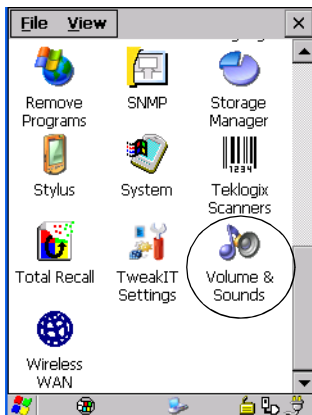 File View
Remove Programs
SNMP
Storage Manager
Stylus
System
1234
Teklogix Scanners
Total Recall
TweakIT Settings
Volume & Sounds
Wireless WAN